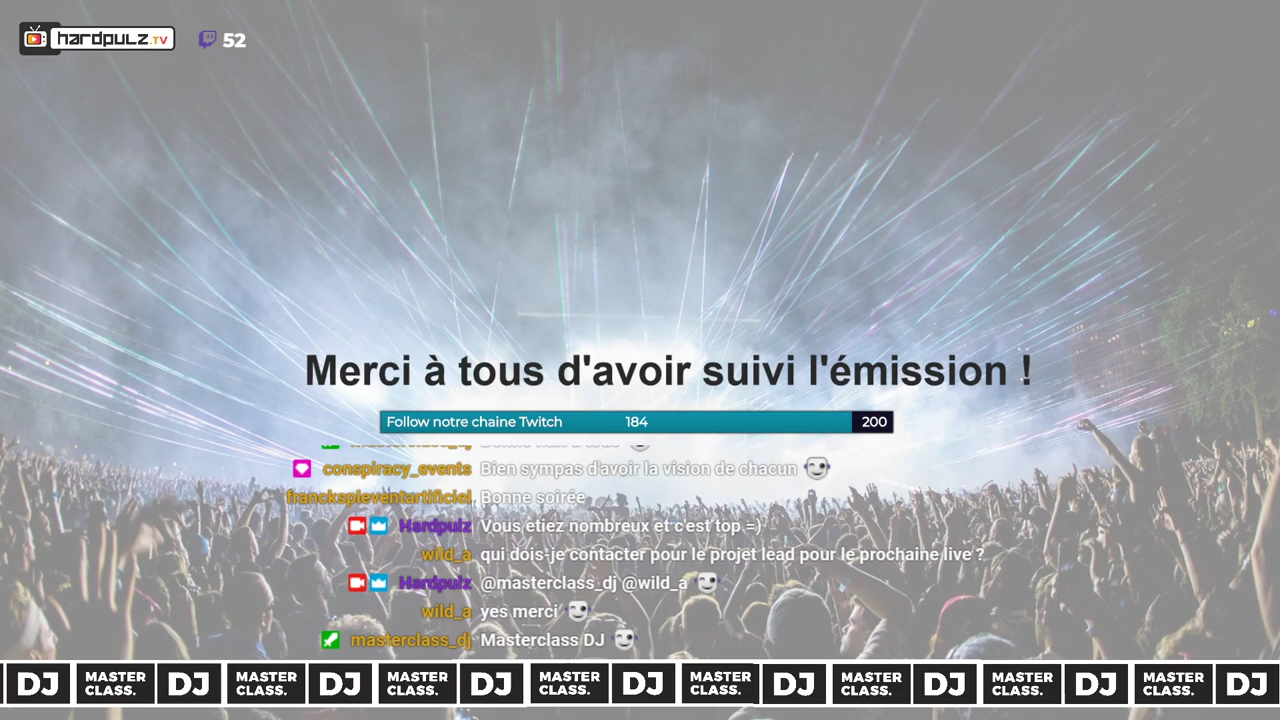 hardpulz.TV 52
Merci à tous d'avoir suivi l'émission !
Follow notre chaine Twitch 184 200
conspiracy_events Bien sympas d'avoir la vision de chacun
franckspleventartificiel Bonne soirée
Hardpulz Vous etiez nombreux et c'est top =)
wild_a qui dois-je contacter pour le projet lead pour le prochaine live ?
Hardpulz @masterclass_dj @wild_a
wild_a yes merci
masterclass_dj Masterclass DJ
DJ MASTER CLASS. DJ MASTER CLASS. DJ MASTER CLASS. DJ MASTER CLASS. DJ MASTER CLASS. DJ MASTER CLASS. DJ MASTER CLASS. DJ MASTER CLASS. DJ